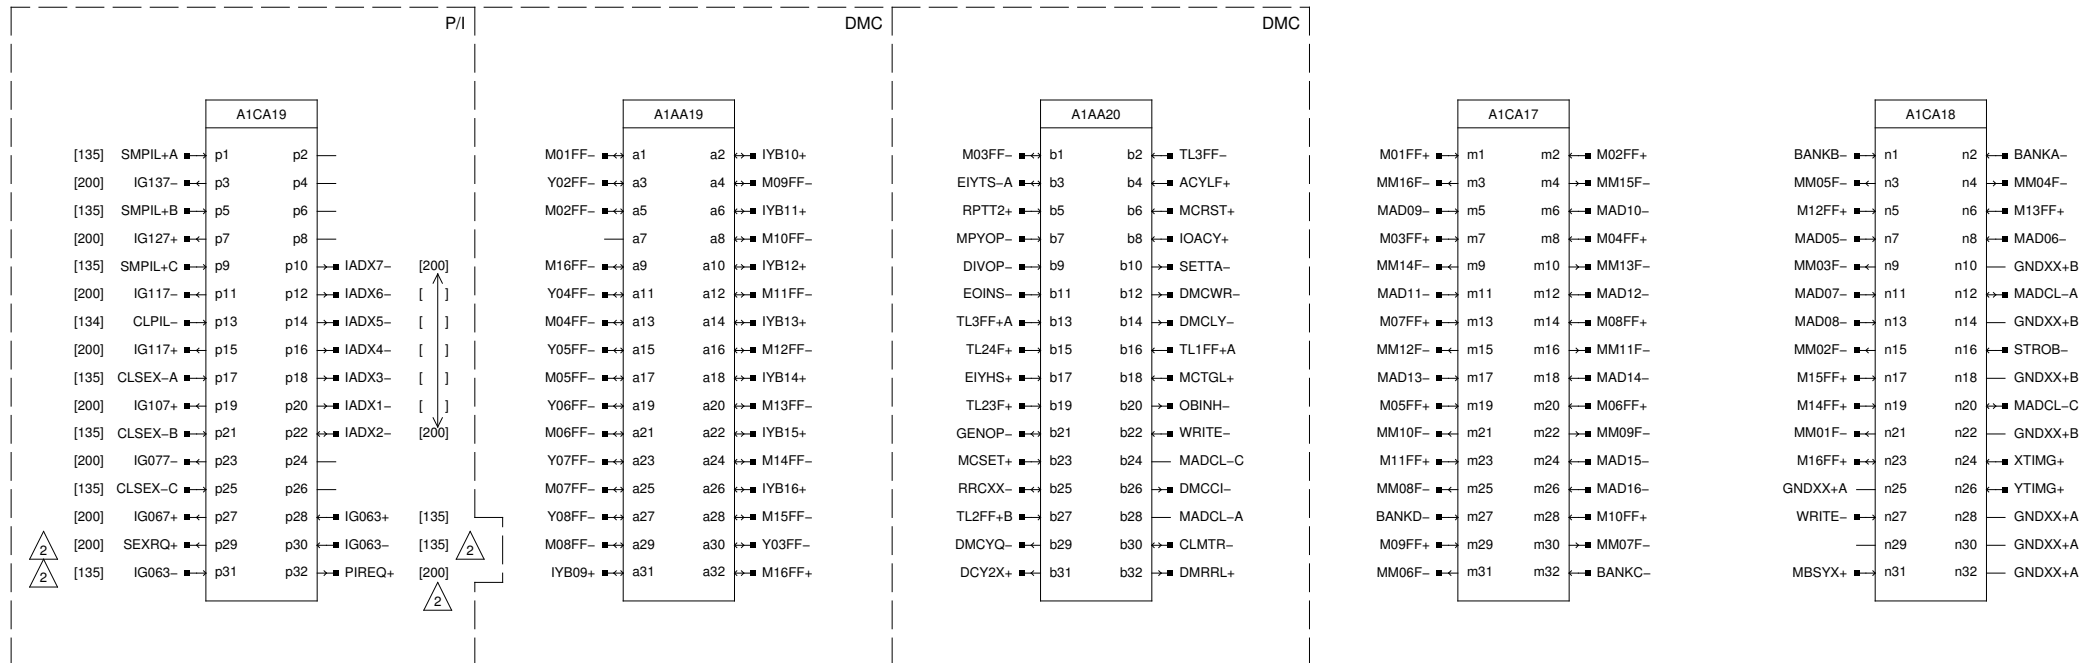 P/I DMC DMC
A1CA19 A1AA19 A1AA20 A1CA17 A1CA18
[135] SMPIL+A p1 p2 M01FF− a1 a2 IYB10+ M03FF− b1 b2 TL3FF− M01FF+ m1 m2 M02FF+ BANKB− n1 n2 BANKA−
[200] IG137− p3 p4 Y02FF− a3 a4 M09FF− EIYTS−A b3 b4 ACYLF+ MM16F− m3 m4 MM15F− MM05F− n3 n4 MM04F−
[135] SMPIL+B p5 p6 M02FF− a5 a6 IYB11+ RPTT2+ b5 b6 MCRST+ MAD09− m5 m6 MAD10− M12FF+ n5 n6 M13FF+
[200] IG127+ p7 p8 a7 a8 M10FF− MPYOP− b7 b8 IOACY+ M03FF+ m7 m8 M04FF+ MAD05− n7 n8 MAD06−
[135] SMPIL+C p9 p10 IADX7− [200] M16FF− a9 a10 IYB12+ DIVOP− b9 b10 SETTA− MM14F− m9 m10 MM13F− MM03F− n9 n10 GNDXX+B
[200] IG117− p11 p12 IADX6− [ ] Y04FF− a11 a12 M11FF− EOINS− b11 b12 DMCWR− MAD11− m11 m12 MAD12− MAD07− n11 n12 MADCL−A
[134] CLPIL− p13 p14 IADX5− [ ] M04FF− a13 a14 IYB13+ TL3FF+A b13 b14 DMCLY− M07FF+ m13 m14 M08FF+ MAD08− n13 n14 GNDXX+B
[200] IG117+ p15 p16 IADX4− [ ] Y05FF− a15 a16 M12FF− TL24F+ b15 b16 TL1FF+A MM12F− m15 m16 MM11F− MM02F− n15 n16 STROB−
[135] CLSEX−A p17 p18 IADX3− [ ] M05FF− a17 a18 IYB14+ EIYHS+ b17 b18 MCTGL+ MAD13− m17 m18 MAD14− M15FF+ n17 n18 GNDXX+B
[200] IG107+ p19 p20 IADX1− [ ] Y06FF− a19 a20 M13FF− TL23F+ b19 b20 OBINH− M05FF+ m19 m20 M06FF+ M14FF+ n19 n20 MADCL−C
[135] CLSEX−B p21 p22 IADX2− [200] M06FF− a21 a22 IYB15+ GENOP− b21 b22 WRITE− MM10F− m21 m22 MM09F− MM01F− n21 n22 GNDXX+B
[200] IG077− p23 p24 Y07FF− a23 a24 M14FF− MCSET+ b23 b24 MADCL−C M11FF+ m23 m24 MAD15− M16FF+ n23 n24 XTIMG+
[135] CLSEX−C p25 p26 M07FF− a25 a26 IYB16+ RRCXX− b25 b26 DMCCI− MM08F− m25 m26 MAD16− GNDXX+A n25 n26 YTIMG+
[200] IG067+ p27 p28 IG063+ [135] Y08FF− a27 a28 M15FF− TL2FF+B b27 b28 MADCL−A BANKD− m27 m28 M10FF+ WRITE− n27 n28 GNDXX+A
2 [200] SEXRQ+ p29 p30 IG063− [135] 2 M08FF− a29 a30 Y03FF− DMCYQ− b29 b30 CLMTR− M09FF+ m29 m30 MM07F− n29 n30 GNDXX+A
2 [135] IG063− p31 p32 PIREQ+ [200] IYB09+ a31 a32 M16FF+ DCY2X+ b31 b32 DMRRL+ MM06F− m31 m32 BANKC− MBSYX+ n31 n32 GNDXX+A
2